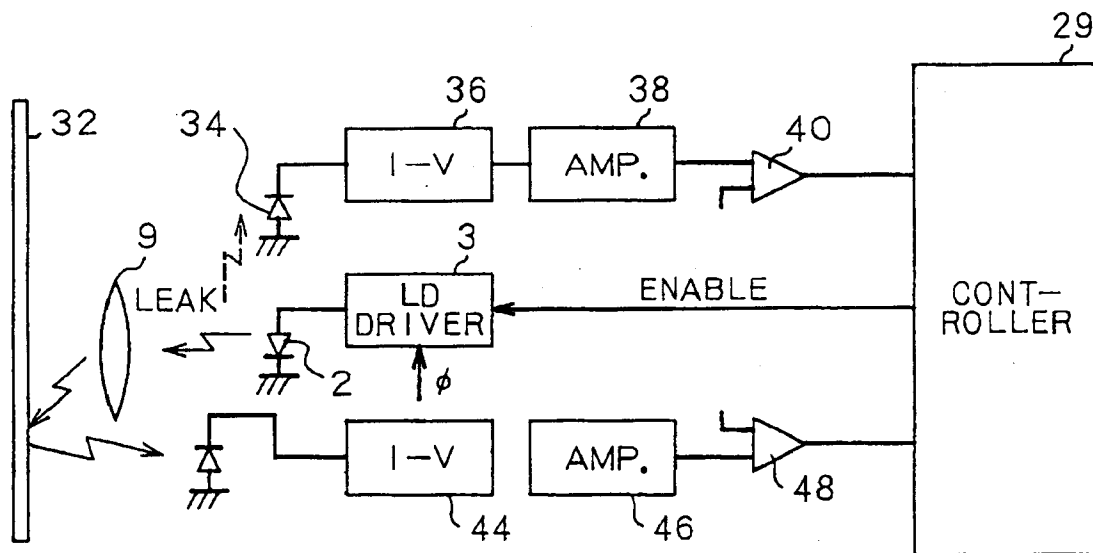 29
36
38
32
34
40
I-V
AMP.
9
3
LEAK
LD
DRIVER
ENABLE
CONT-
ROLLER
2
φ
I-V
AMP.
48
44
46